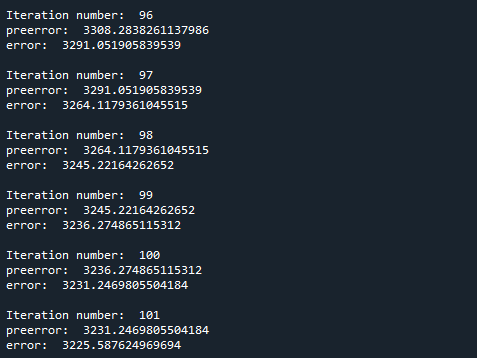 Iteration number:  96
preerror:  3308.2838261137986
error:  3291.051905839539
Iteration number:  97
preerror:  3291.051905839539
error:  3264.1179361045515
Iteration number:  98
preerror:  3264.1179361045515
error:  3245.22164262652
Iteration number:  99
preerror:  3245.22164262652
error:  3236.274865115312
Iteration number:  100
preerror:  3236.274865115312
error:  3231.2469805504184
Iteration number:  101
preerror:  3231.2469805504184
error:  3225.587624969694